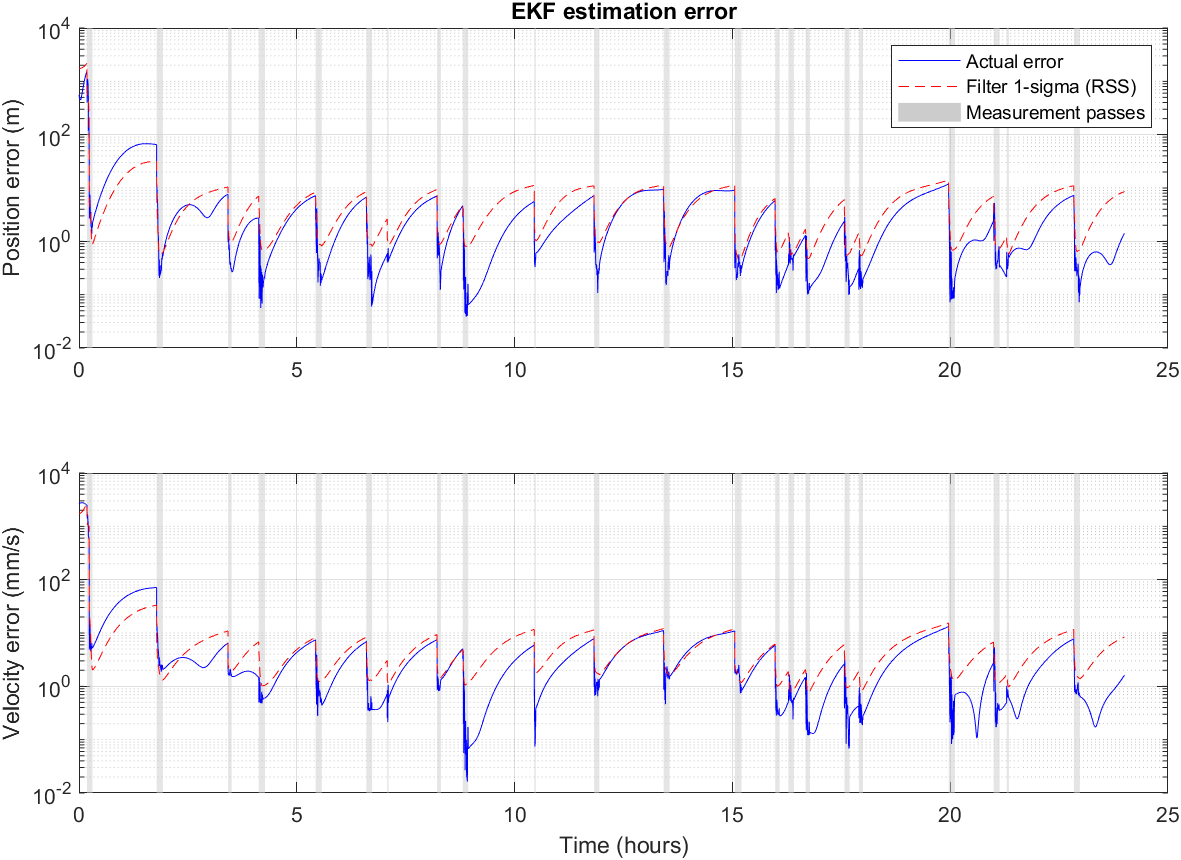 EKF estimation error
Position error (m)
10^4
10^2
10^0
10^-2
Actual error
Filter 1-sigma (RSS)
Measurement passes
0 5 10 15 20 25
Velocity error (mm/s)
10^4
10^2
10^0
10^-2
0 5 10 15 20 25
Time (hours)